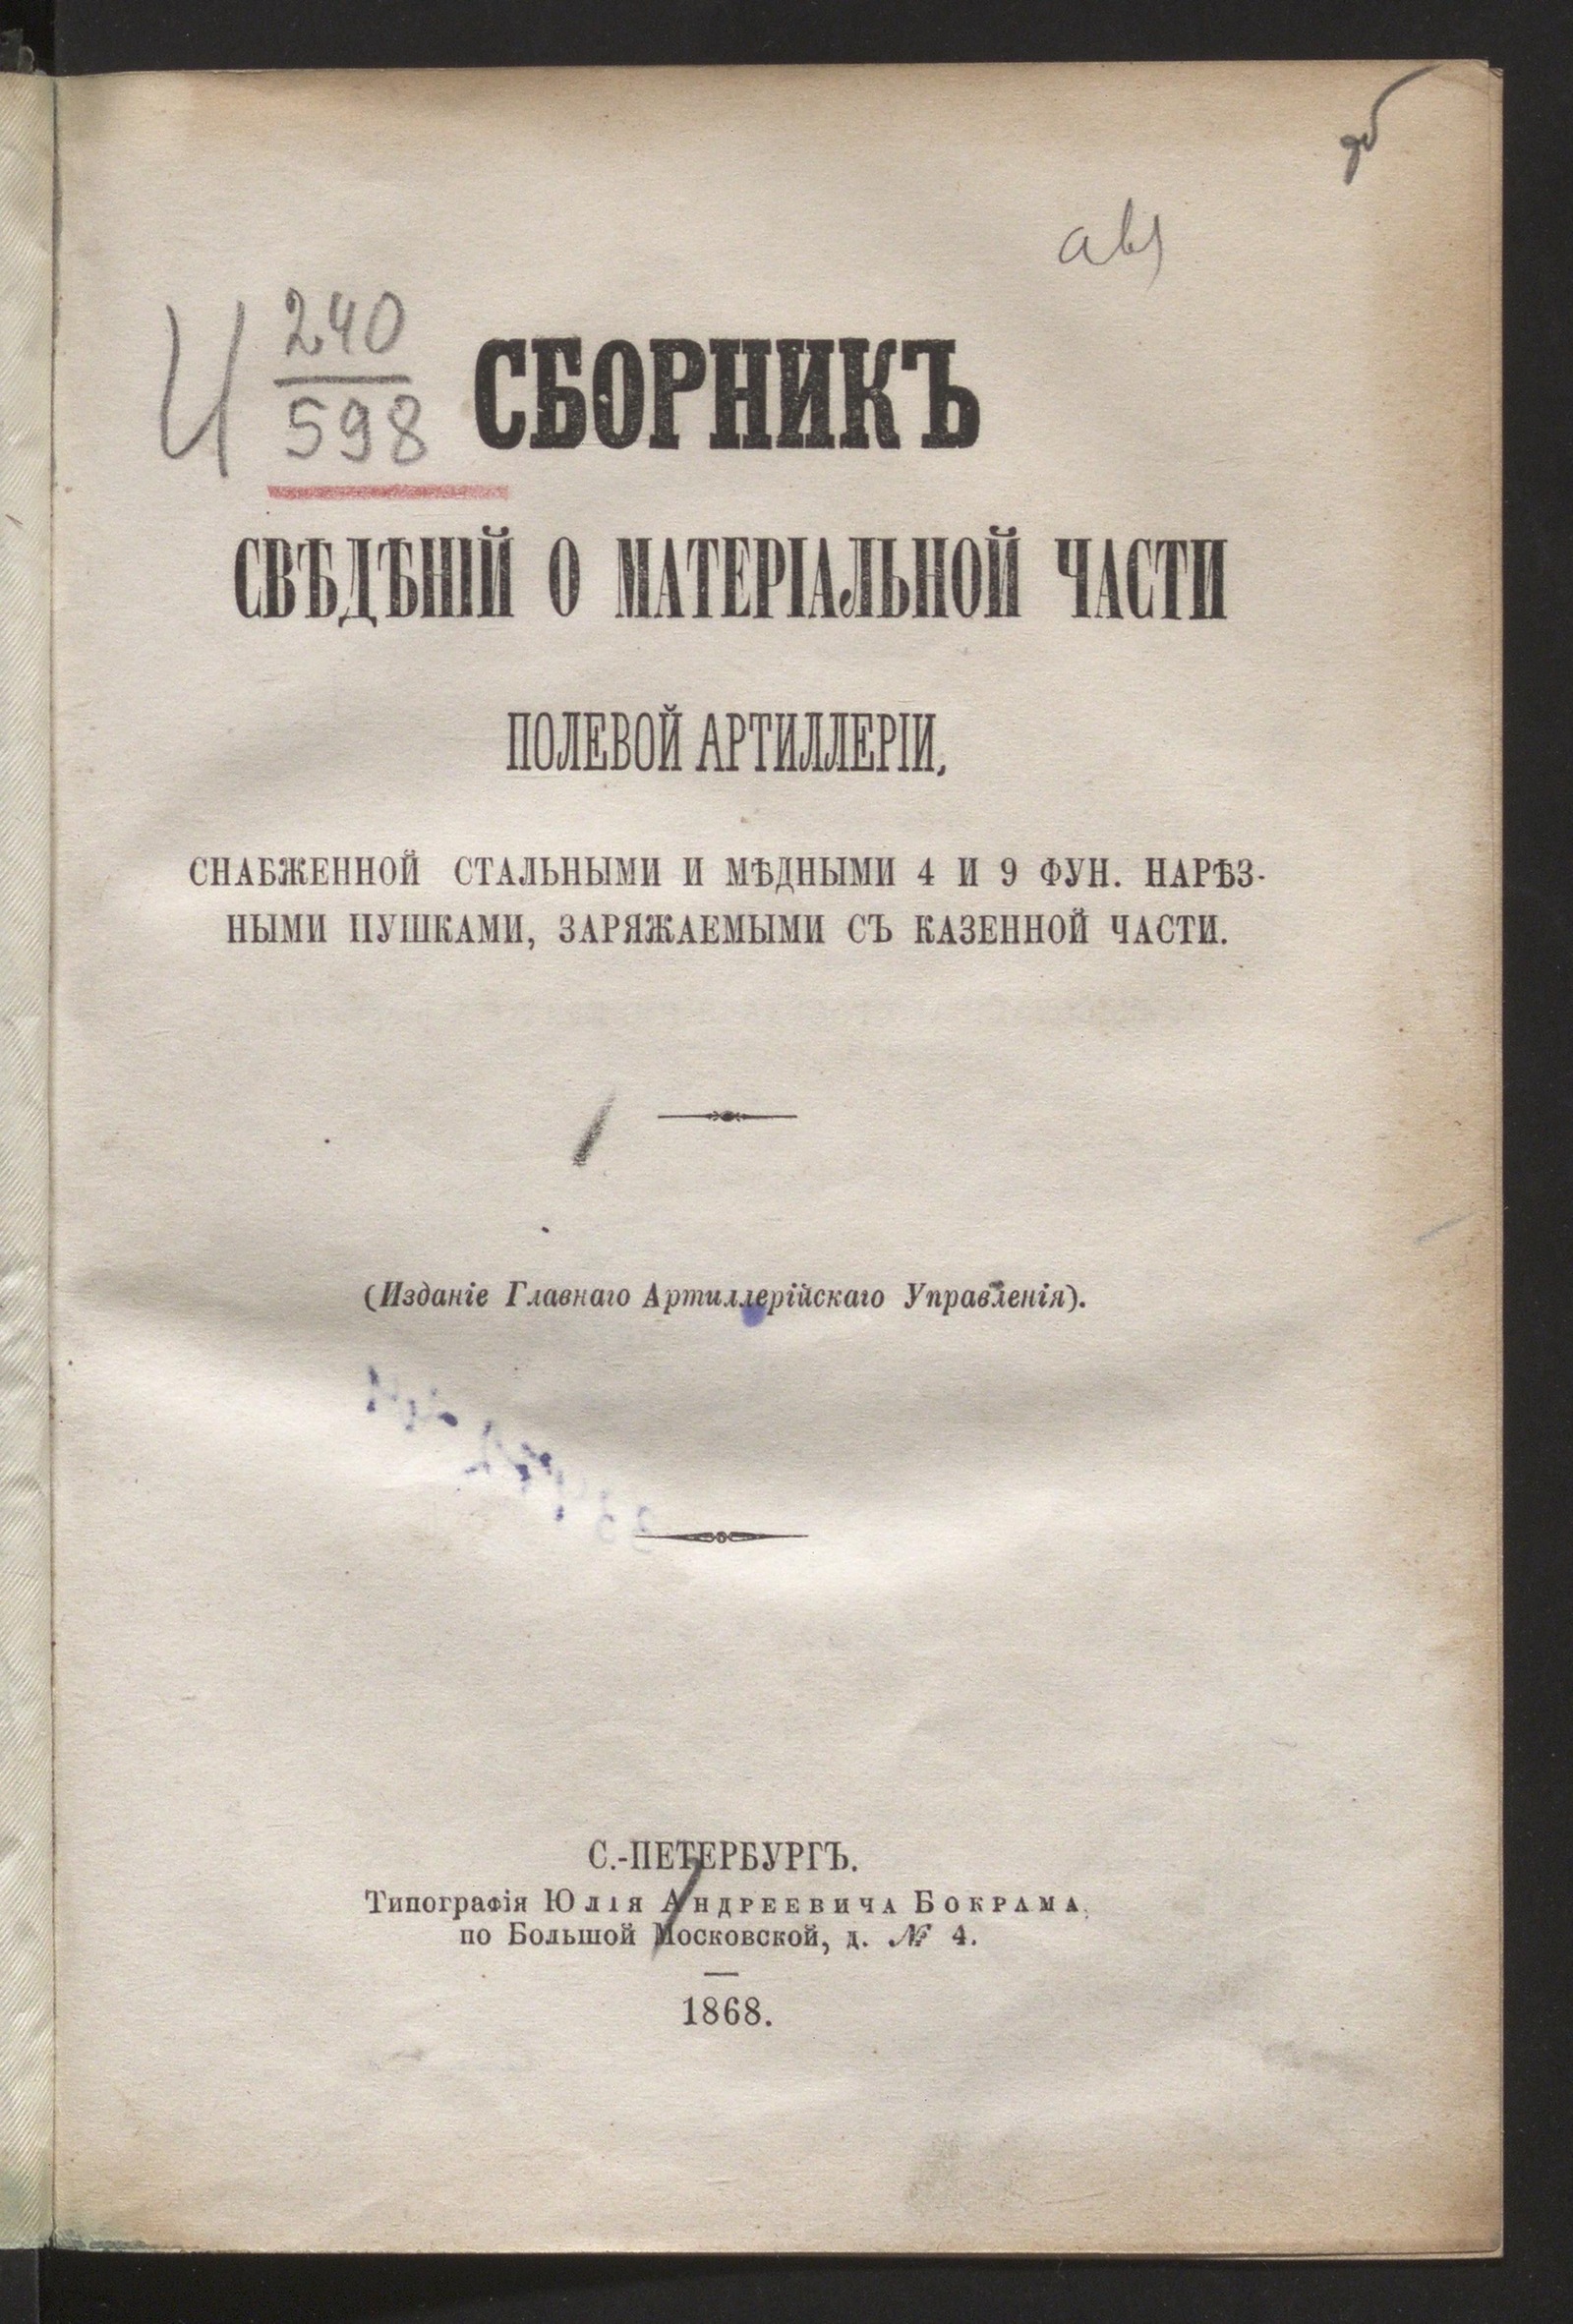 И 240
598
СБОРНИКЪ
СВѢДѢНІЙ О МАТЕРІАЛЬНОЙ ЧАСТИ
ПОЛЕВОЙ АРТИЛЛЕРІИ,
СНАБЖЕННОЙ СТАЛЬНЫМИ И МѢДНЫМИ 4 И 9 ФУН. НАРѢЗ-
НЫМИ ПУШКАМИ, ЗАРЯЖАЕМЫМИ СЪ КАЗЕННОЙ ЧАСТИ.
(Изданіе Главнаго Артиллерійскаго Управленія).
С.-ПЕТЕРБУРГЪ.
Типографія Юлія Андреевича Бокрама,
по Большой Московской, д. № 4.
1868.